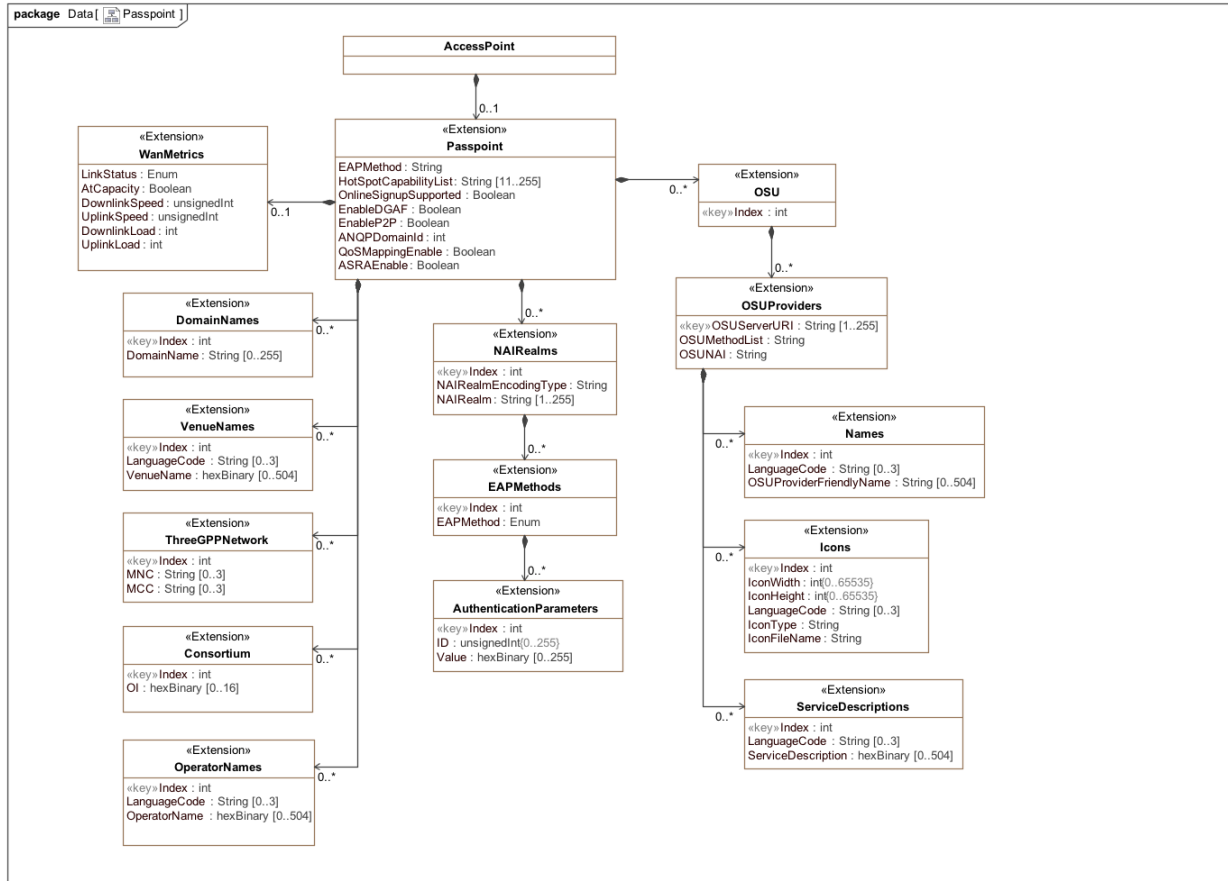 package Data[ Passpoint ]
AccessPoint
0..1
«Extension»
WanMetrics
LinkStatus : Enum
AtCapacity : Boolean
DownlinkSpeed : unsignedInt
UplinkSpeed : unsignedInt
DownlinkLoad : int
UplinkLoad : int
0..1
«Extension»
Passpoint
EAPMethod : String
HotSpotCapabilityList : String [11..255]
OnlineSignupSupported : Boolean
EnableDGAF : Boolean
EnableP2P : Boolean
ANQPDomainId : int
QoSMappingEnable : Boolean
ASRAEnable : Boolean
0..*
«Extension»
OSU
«key»Index : int
0..*
«Extension»
OSUProviders
«key»OSUServerURI : String [1..255]
OSUMethodList : String
OSUNAI : String
«Extension»
DomainNames
«key»Index : int
DomainName : String [0..255]
0..*
0..*
«Extension»
NAIRealms
«key»Index : int
NAIRealmEncodingType : String
NAIRealm : String [1..255]
«Extension»
VenueNames
«key»Index : int
LanguageCode : String [0..3]
VenueName : hexBinary [0..504]
0..*
0..*
«Extension»
EAPMethods
«key»Index : int
EAPMethod : Enum
0..*
«Extension»
Names
«key»Index : int
LanguageCode : String [0..3]
OSUProviderFriendlyName : String [0..504]
«Extension»
ThreeGPPNetwork
«key»Index : int
MNC : String [0..3]
MCC : String [0..3]
0..*
0..*
«Extension»
AuthenticationParameters
«key»Index : int
ID : unsignedInt{0..255}
Value : hexBinary [0..255]
0..*
«Extension»
Icons
«key»Index : int
IconWidth : int{0..65535}
IconHeight : int{0..65535}
LanguageCode : String [0..3]
IconType : String
IconFileName : String
«Extension»
Consortium
«key»Index : int
OI : hexBinary [0..16]
0..*
0..*
«Extension»
ServiceDescriptions
«key»Index : int
LanguageCode : String [0..3]
ServiceDescription : hexBinary [0..504]
«Extension»
OperatorNames
«key»Index : int
LanguageCode : String [0..3]
OperatorName : hexBinary [0..504]
0..*